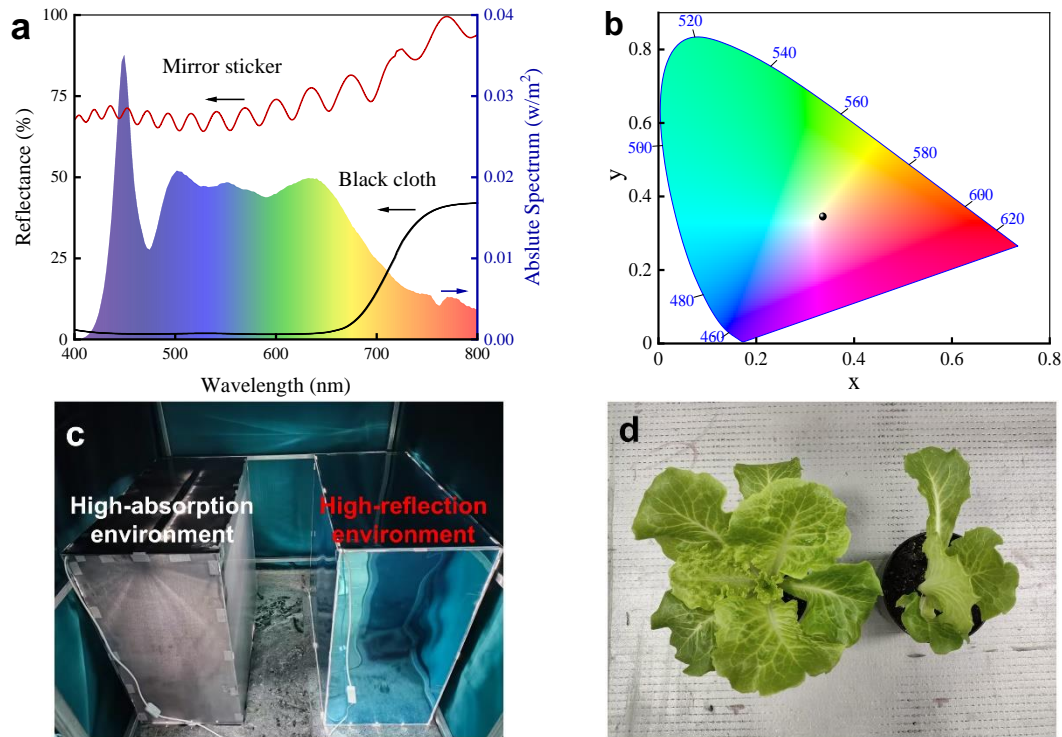 a
100
75
50
25
0
Reflectance (%)
Mirror sticker
Black cloth
0.04
0.03
0.02
0.01
0.00
Abslute Spectrum (w/m²)
400
500
600
700
800
Wavelength (nm)
b
0.8
0.6
0.4
0.2
0
y
520
540
560
580
600
620
500
480
460
0
0.2
0.4
0.6
0.8
x
c
High-absorption
environment
High-reflection
environment
d